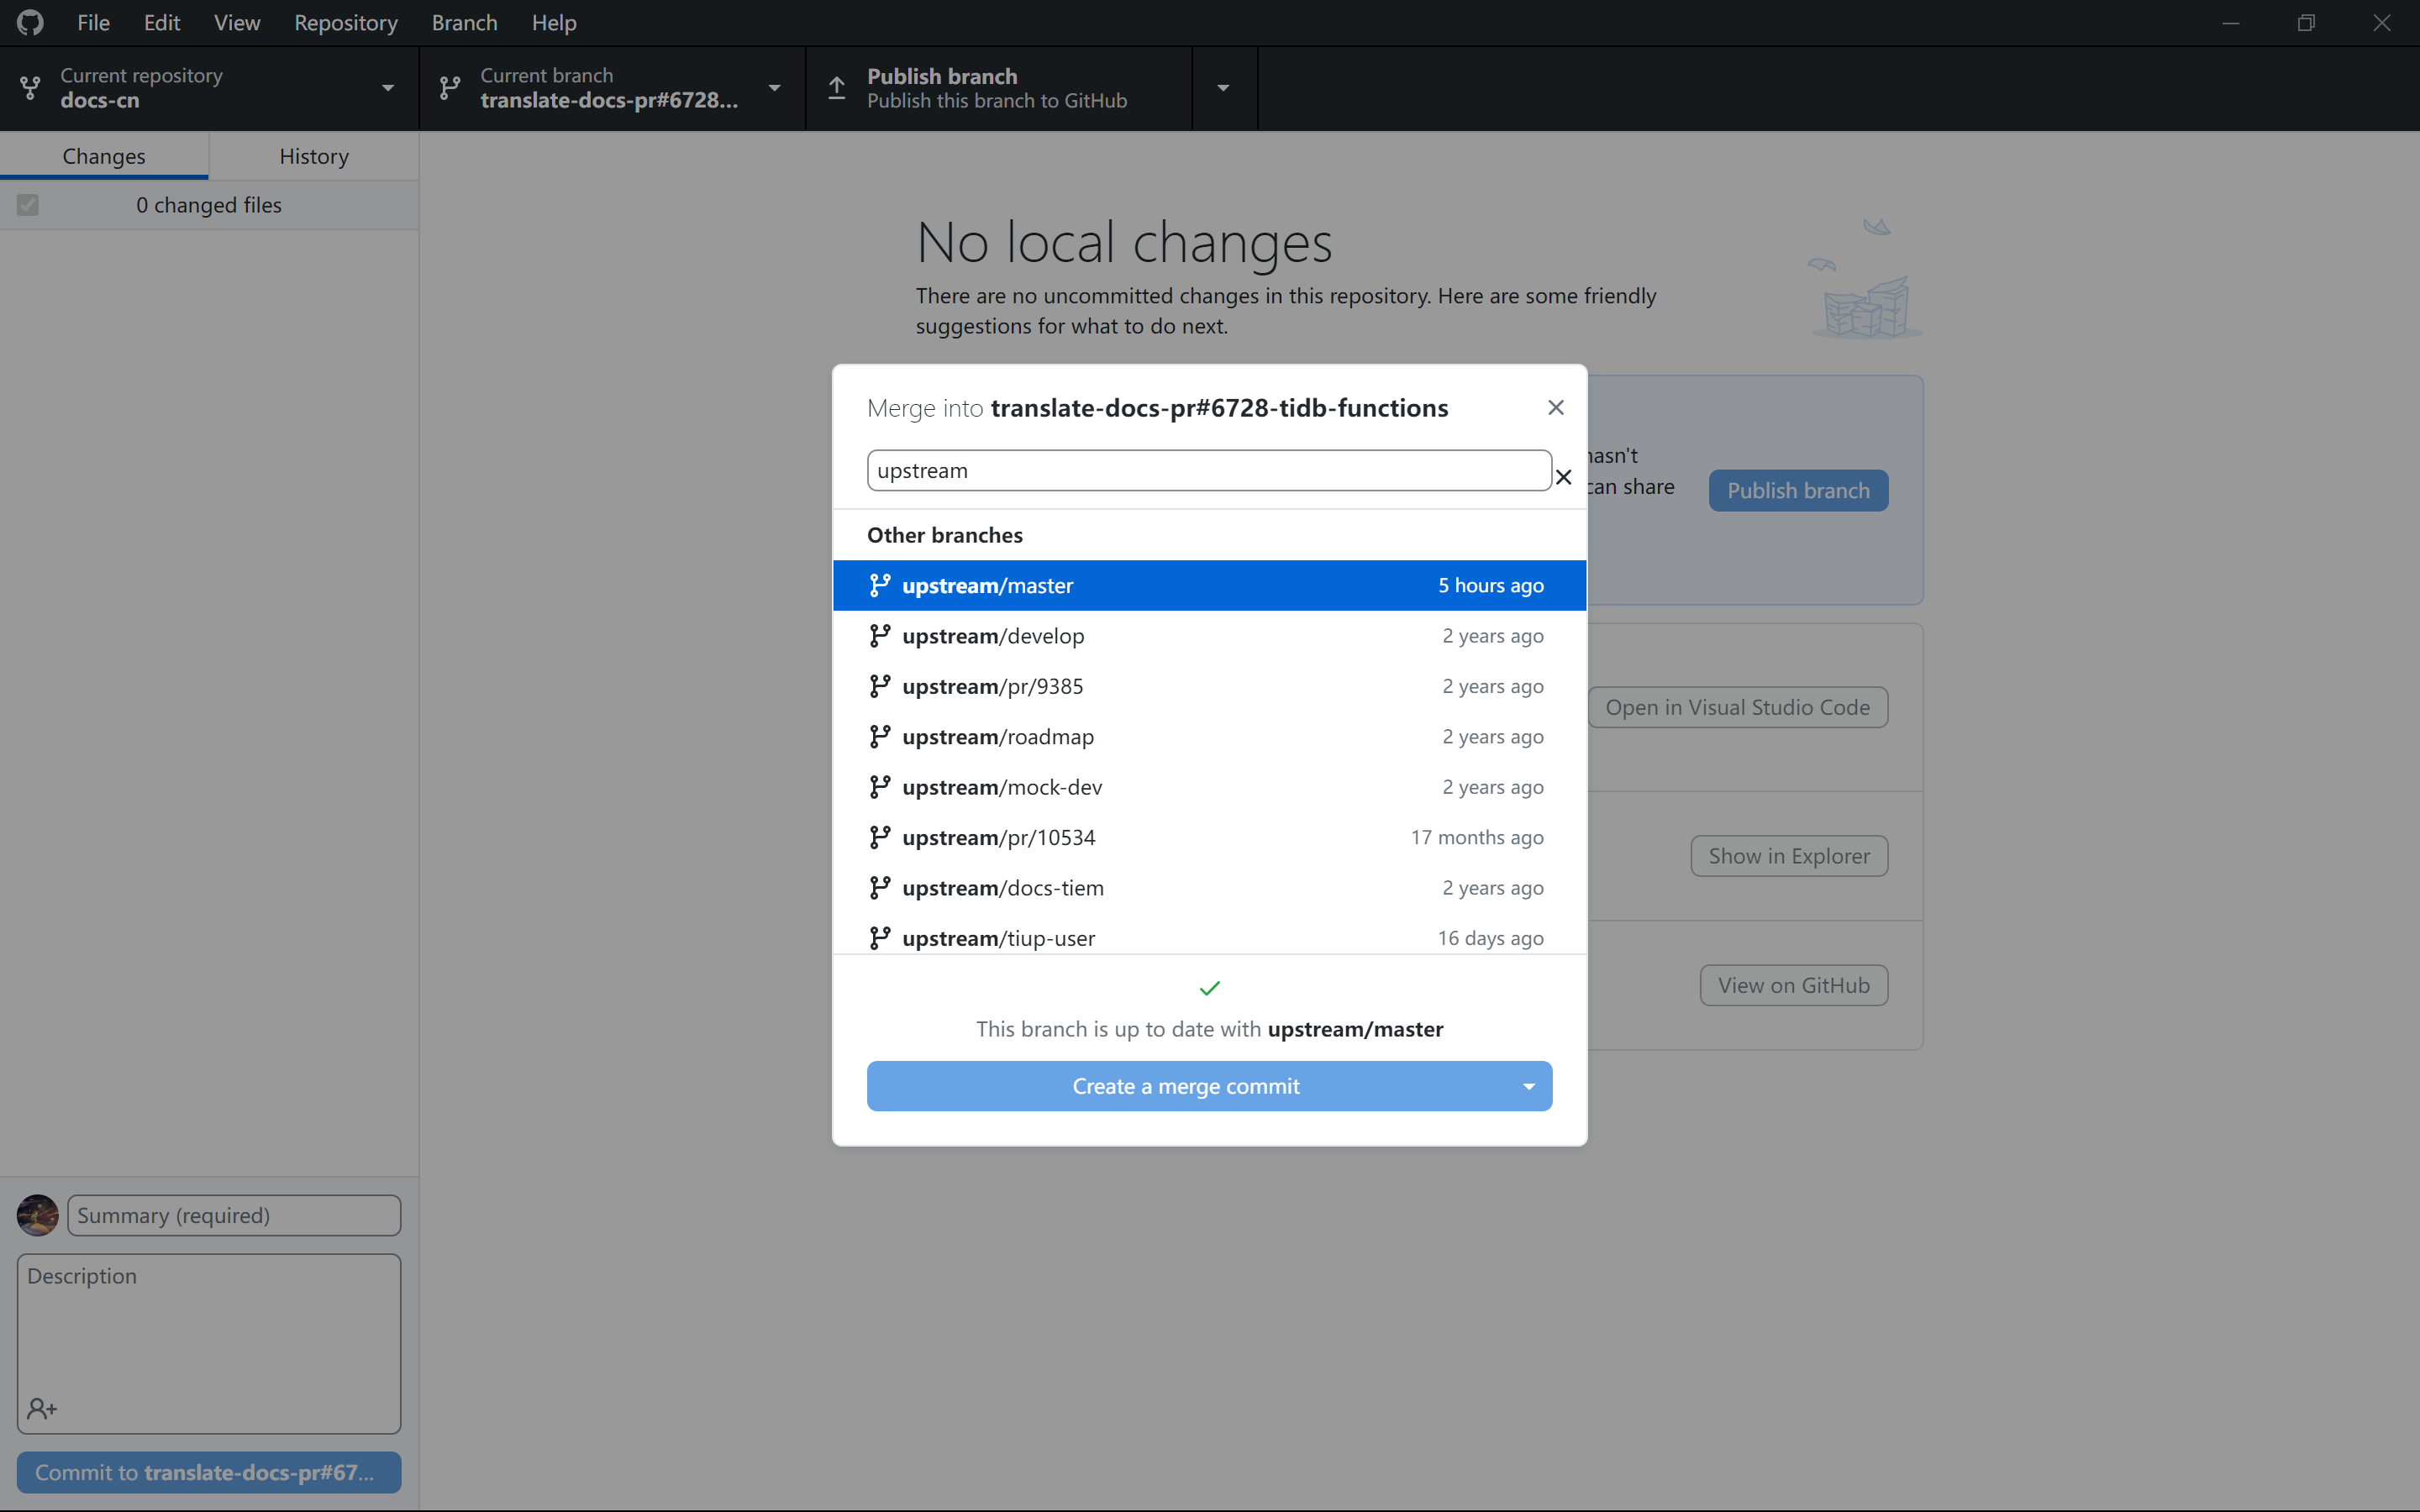 File Edit View Repository Branch Help
Current repository
docs-cn
Current branch
translate-docs-pr#6728...
Publish branch
Publish this branch to GitHub
Changes
History
0 changed files
No local changes
There are no uncommitted changes in this repository. Here are some friendly
suggestions for what to do next.
Merge into translate-docs-pr#6728-tidb-functions
upstream
hasn't
can share
Publish branch
Other branches
upstream/master 5 hours ago
upstream/develop 2 years ago
upstream/pr/9385 2 years ago
upstream/roadmap 2 years ago
upstream/mock-dev 2 years ago
upstream/pr/10534 17 months ago
upstream/docs-tiem 2 years ago
upstream/tiup-user 16 days ago
Open in Visual Studio Code
Show in Explorer
View on GitHub
This branch is up to date with upstream/master
Create a merge commit
Summary (required)
Description
Commit to translate-docs-pr#67...